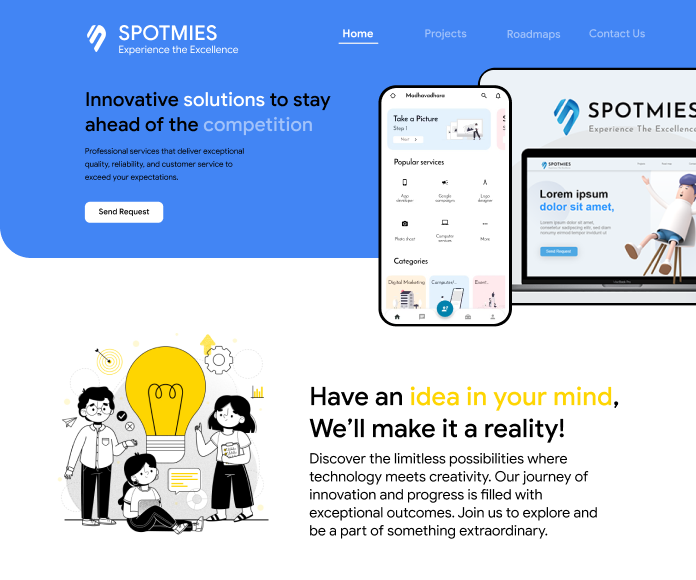 SPOTMIES
Experience the Excellence
Home
Projects
Roadmaps
Contact Us
Innovative solutions to stay
ahead of the competition
Professional services that deliver exceptional
quality, reliability, and customer service to
exceed your expectations.
Send Request
Madhavadhara
Take a Picture
Step 1
Next
Popular services
App
developer
Google
campaigns
Logo
designer
Photo shoot
Computer
services
More
Categories
Digital Marketing
Computer/..
Event
SPOTMIES
Experience The Excellence
SPOTMIES
Lorem ipsum
dolor sit amet,
Lorem ipsum dolor sit amet,
Send Request
Have an idea in your mind,
We'll make it a reality!
Discover the limitless possibilities where
technology meets creativity. Our journey of
innovation and progress is filled with
exceptional outcomes. Join us to explore and
be a part of something extraordinary.